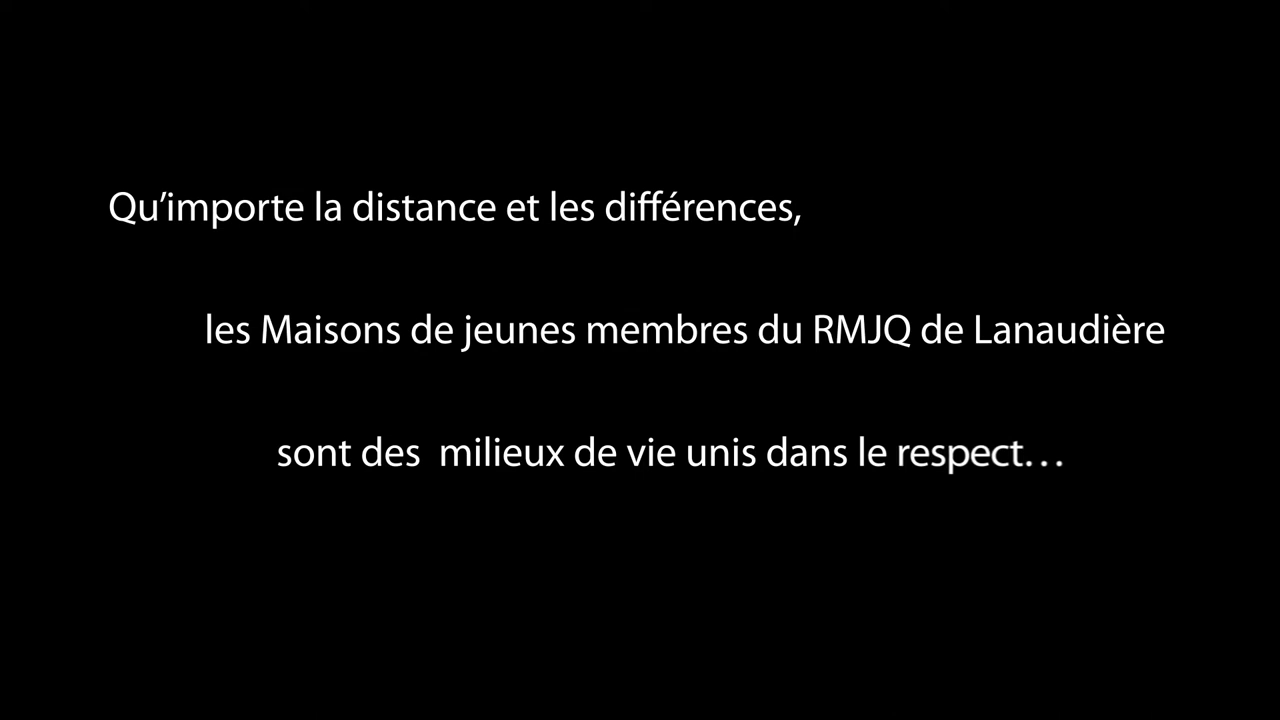 Qu’importe la distance et les différences,
les Maisons de jeunes membres du RMJQ de Lanaudière
sont des  milieux de vie unis dans le respect…